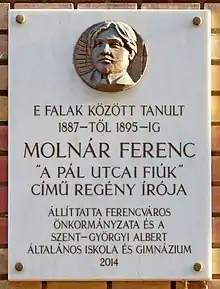 E FALAK KÖZÖTT TANULT
1887–TŐL 1895–IG
MOLNÁR FERENC
"A PÁL UTCAI FIÚK"
CÍMŰ REGÉNY ÍRÓJA
ÁLLÍTTATTA FERENCVÁROS
ÖNKORMÁNYZATA ÉS A
SZENT–GYÖRGYI ALBERT
ÁLTALÁNOS ISKOLA ÉS GIMNÁZIUM
2014